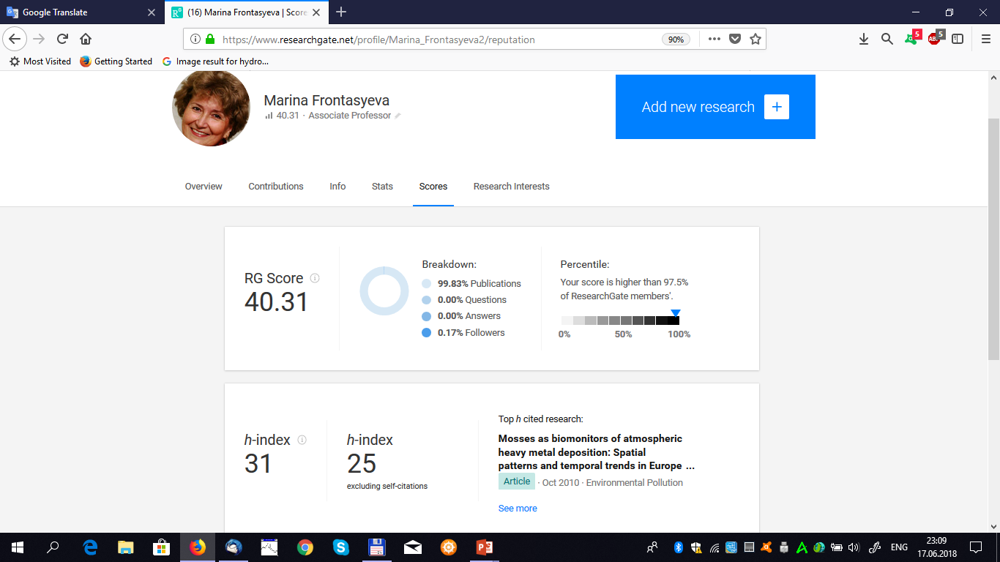 Google Translate
(16) Marina Frontasyeva | Score
https://www.researchgate.net/profile/Marina_Frontasyeva2/reputation
90%
5
5
Most Visited
Getting Started
Image result for hydro...
Marina Frontasyeva
40.31 · Associate Professor
Add new research
Overview
Contributions
Info
Stats
Scores
Research Interests
RG Score
40.31
Breakdown:
99.83% Publications
0.00% Questions
0.00% Answers
0.17% Followers
Percentile:
Your score is higher than 97.5%
of ResearchGate members'.
0% 50% 100%
h-index
31
h-index
25
excluding self-citations
Top h cited research:
Mosses as biomonitors of atmospheric
heavy metal deposition: Spatial
patterns and temporal trends in Europe ...
Article · Oct 2010 · Environmental Pollution
See more
ENG
23:09
17.06.2018